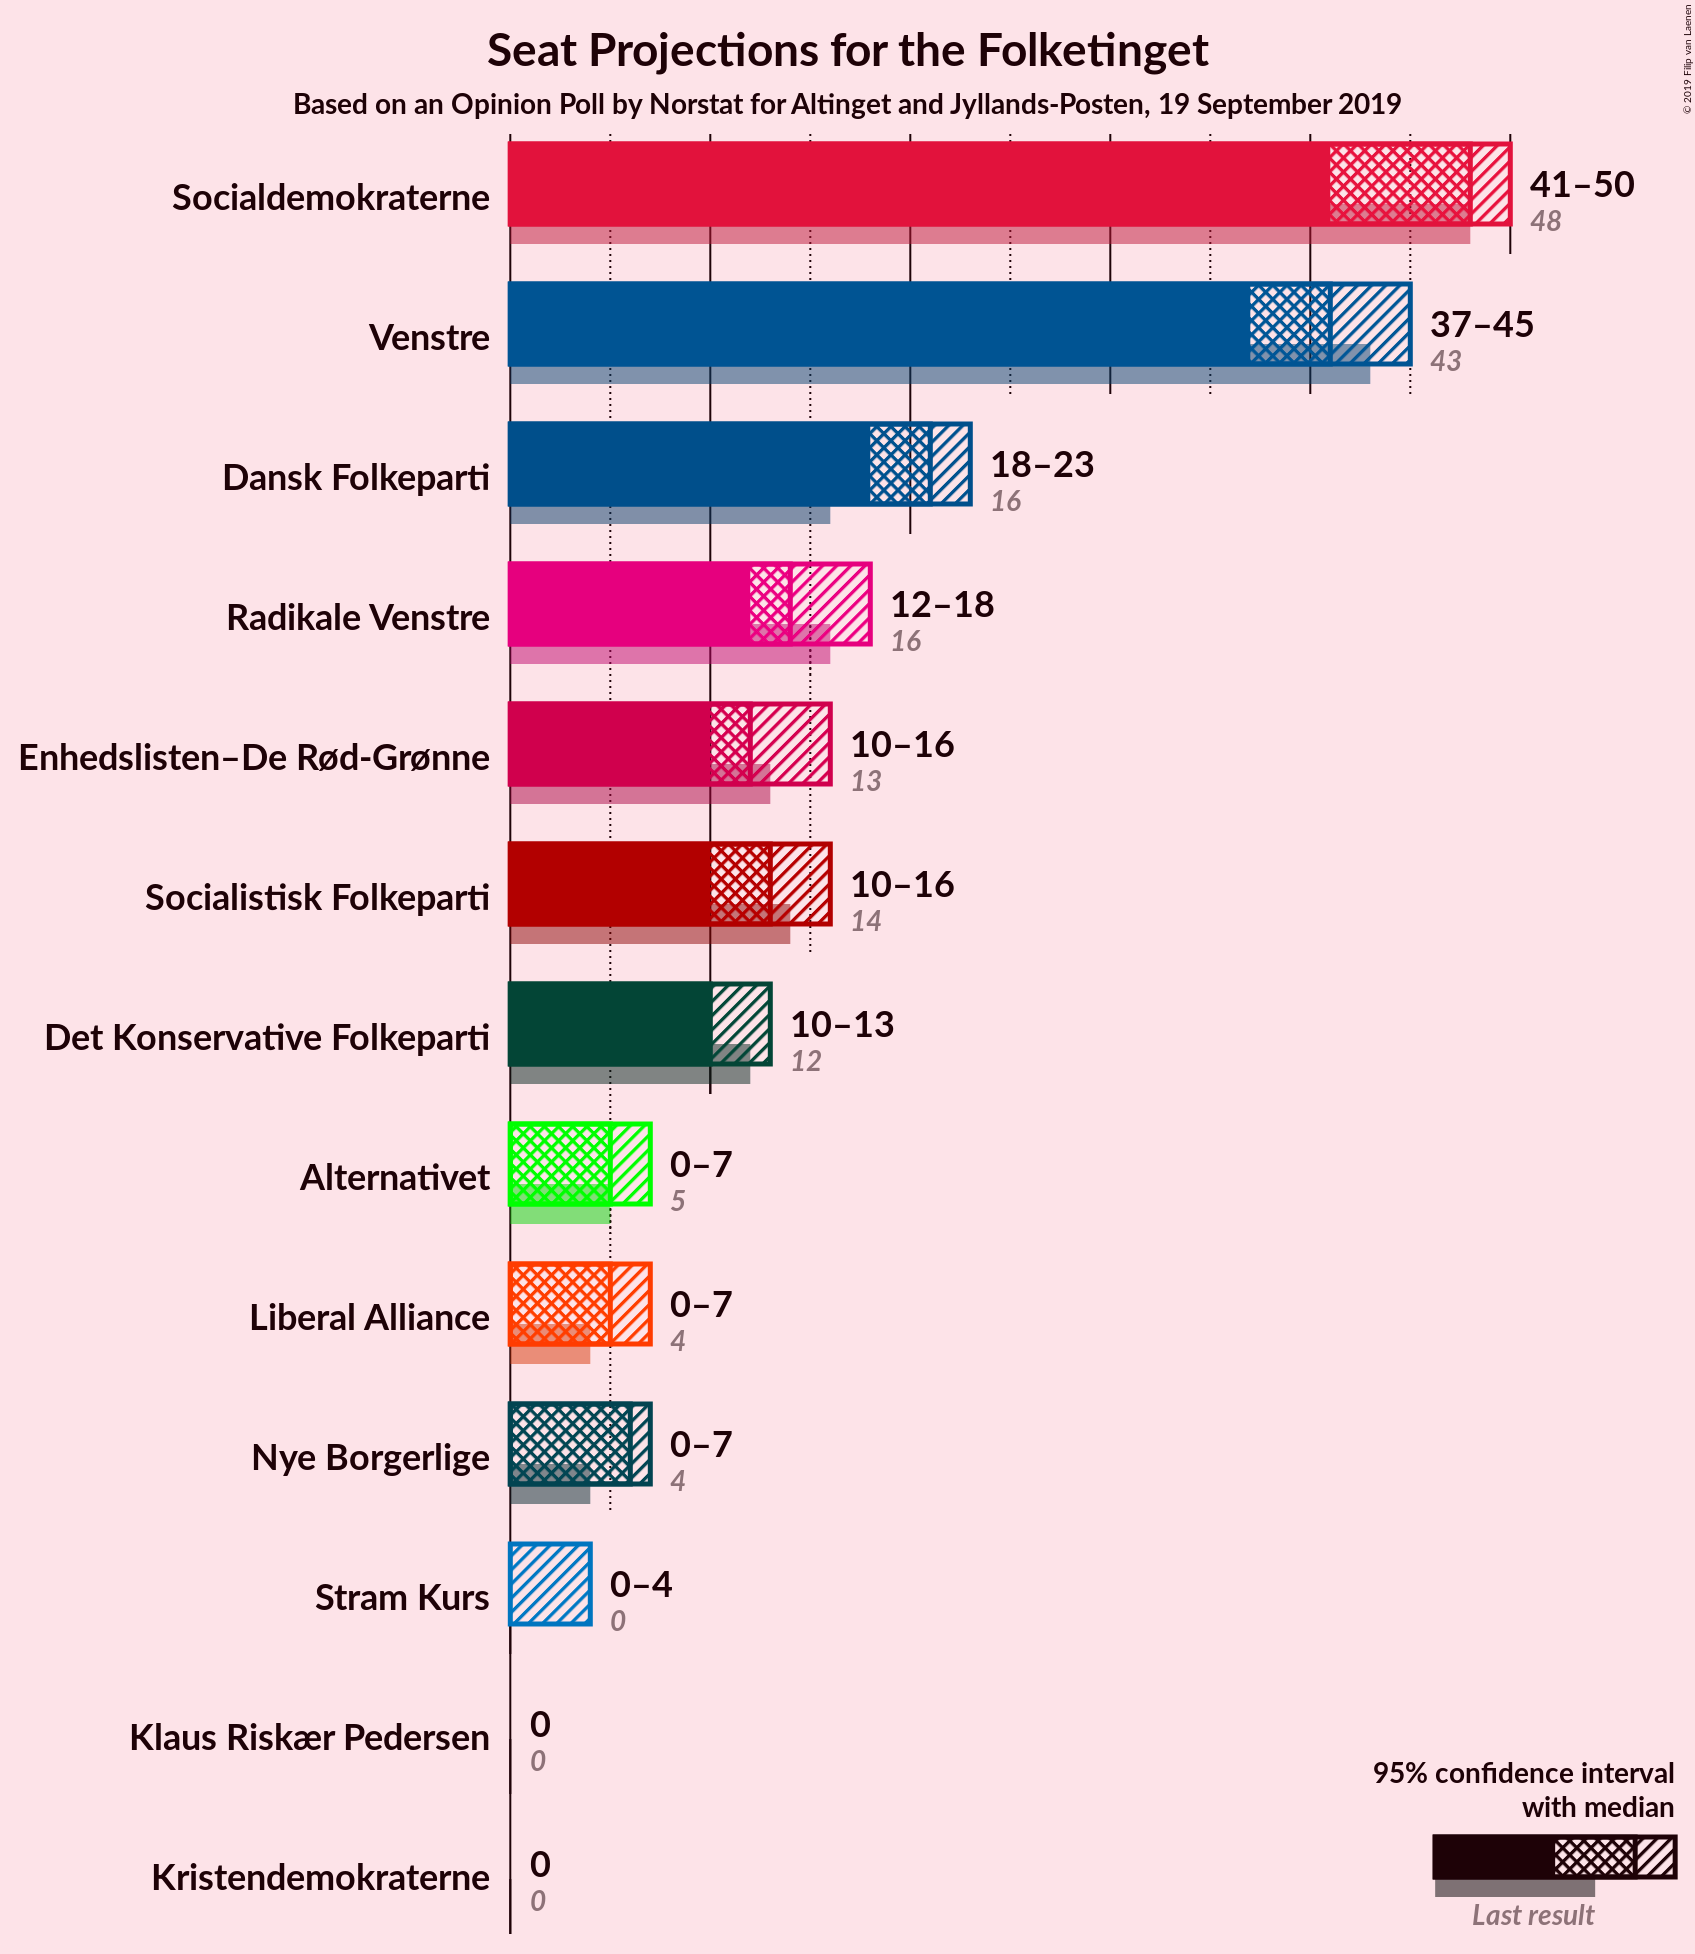 Seat Projections for the Folketinget
Based on an Opinion Poll by Norstat for Altinget and Jyllands-Posten, 19 September 2019
© 2019 Filip van Laenen
Socialdemokraterne
41–50
48
Venstre
37–45
43
Dansk Folkeparti
18–23
16
Radikale Venstre
12–18
16
Enhedslisten–De Rød-Grønne
10–16
13
Socialistisk Folkeparti
10–16
14
Det Konservative Folkeparti
10–13
12
Alternativet
0–7
5
Liberal Alliance
0–7
4
Nye Borgerlige
0–7
4
Stram Kurs
0–4
0
Klaus Riskær Pedersen
0
0
Kristendemokraterne
0
0
95% confidence interval
with median
Last result